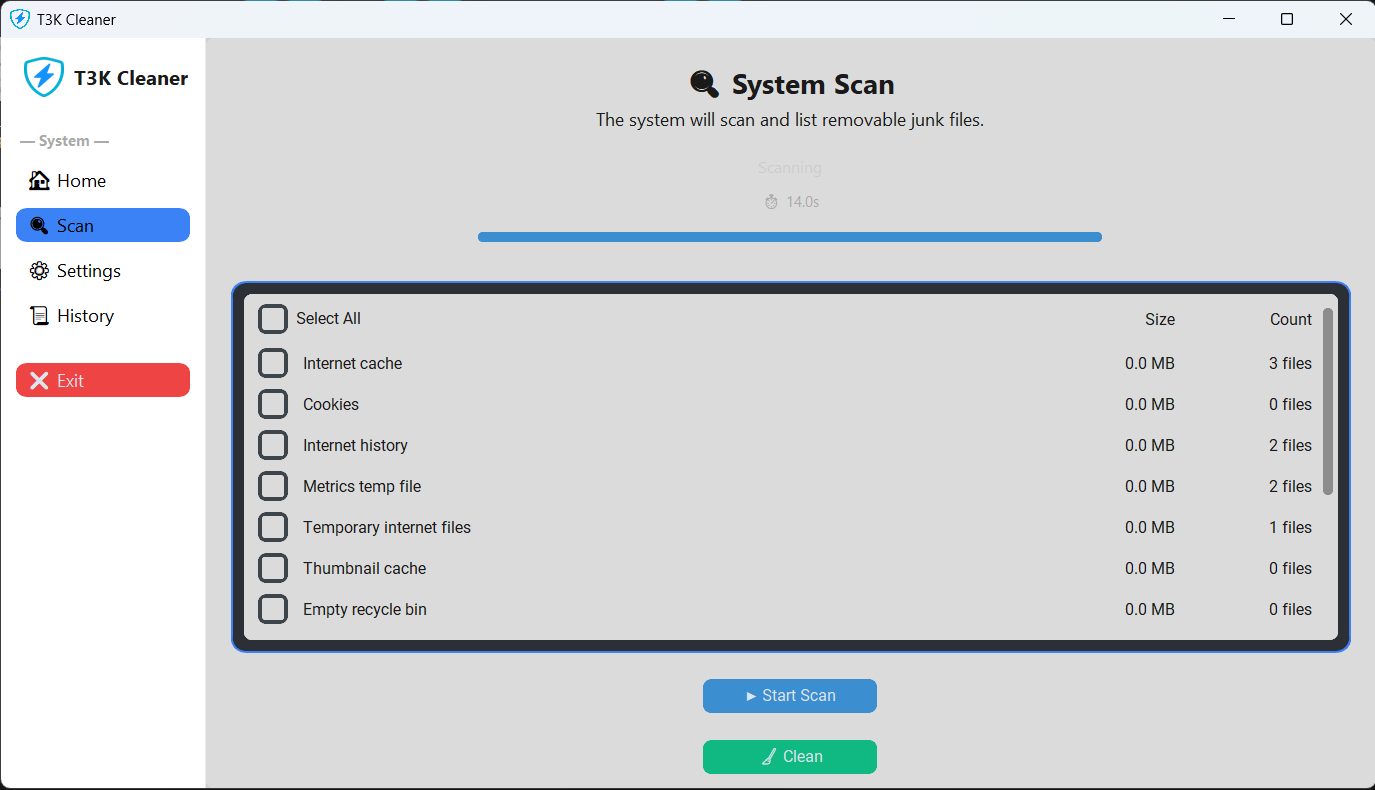 T3K Cleaner
T3K Cleaner
— System —
Home
Scan
Settings
History
Exit
System Scan
The system will scan and list removable junk files.
Scanning
14.0s
Select All Size Count
Internet cache 0.0 MB 3 files
Cookies 0.0 MB 0 files
Internet history 0.0 MB 2 files
Metrics temp file 0.0 MB 2 files
Temporary internet files 0.0 MB 1 files
Thumbnail cache 0.0 MB 0 files
Empty recycle bin 0.0 MB 0 files
Start Scan
Clean